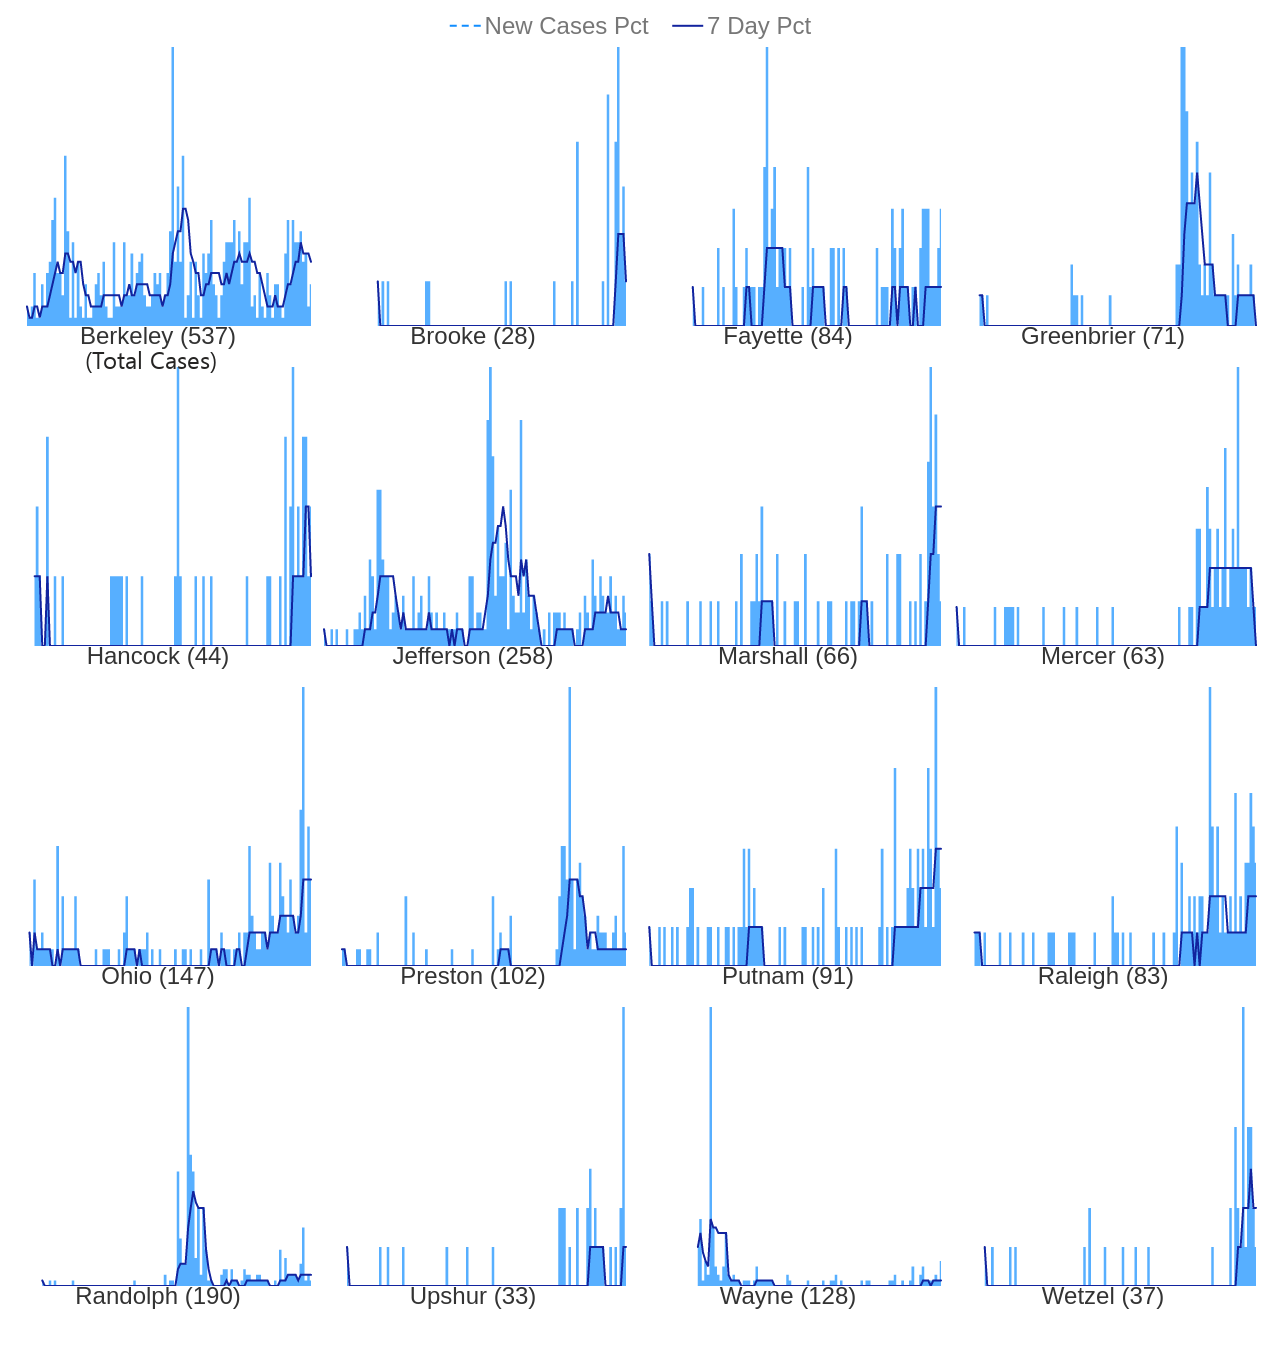 New Cases Pct 7 Day Pct
Berkeley (537) Brooke (28) Fayette (84) Greenbrier (71)
(Total Cases)
Hancock (44) Jefferson (258) Marshall (66) Mercer (63)
Ohio (147) Preston (102) Putnam (91) Raleigh (83)
Randolph (190) Upshur (33) Wayne (128) Wetzel (37)